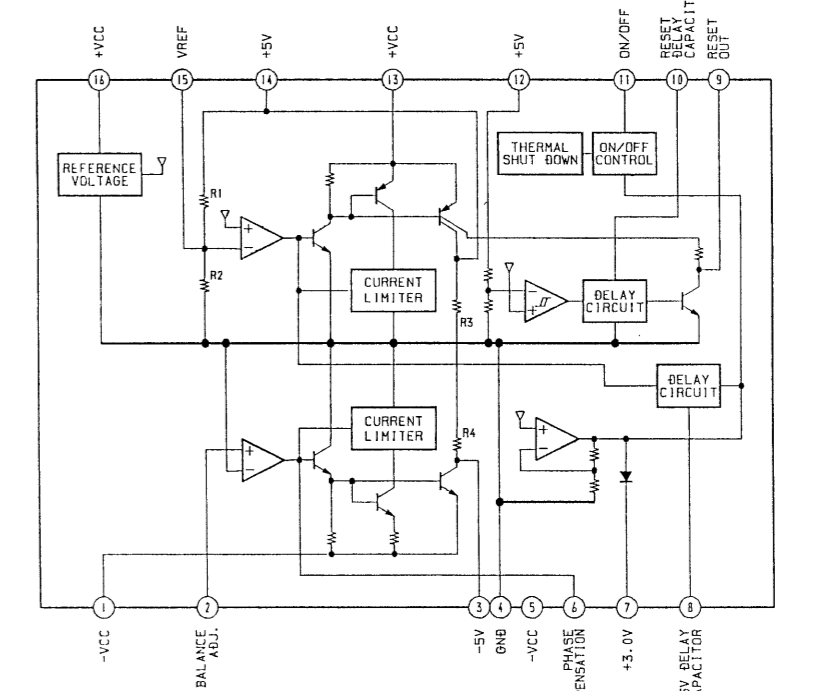 +VCC
VREF
+5V
+VCC
+5V
ON/OFF
RESET
DELAY
CAPACIT
RESET
OUT
16
15
14
13
12
11
10
9
REFERENCE
VOLTAGE
THERMAL
SHUT DOWN
ON/OFF
CONTROL
R1
+
-
R2
CURRENT
LIMITER
R3
-
+
DELAY
CIRCUIT
DELAY
CIRCUIT
CURRENT
LIMITER
R4
+
-
+
-
1
2
3
4
5
6
7
8
-VCC
BALANCE
ADJ.
-5V
GND
-VCC
PHASE
PENSATION
+3.0V
5V DELAY
CAPACITOR